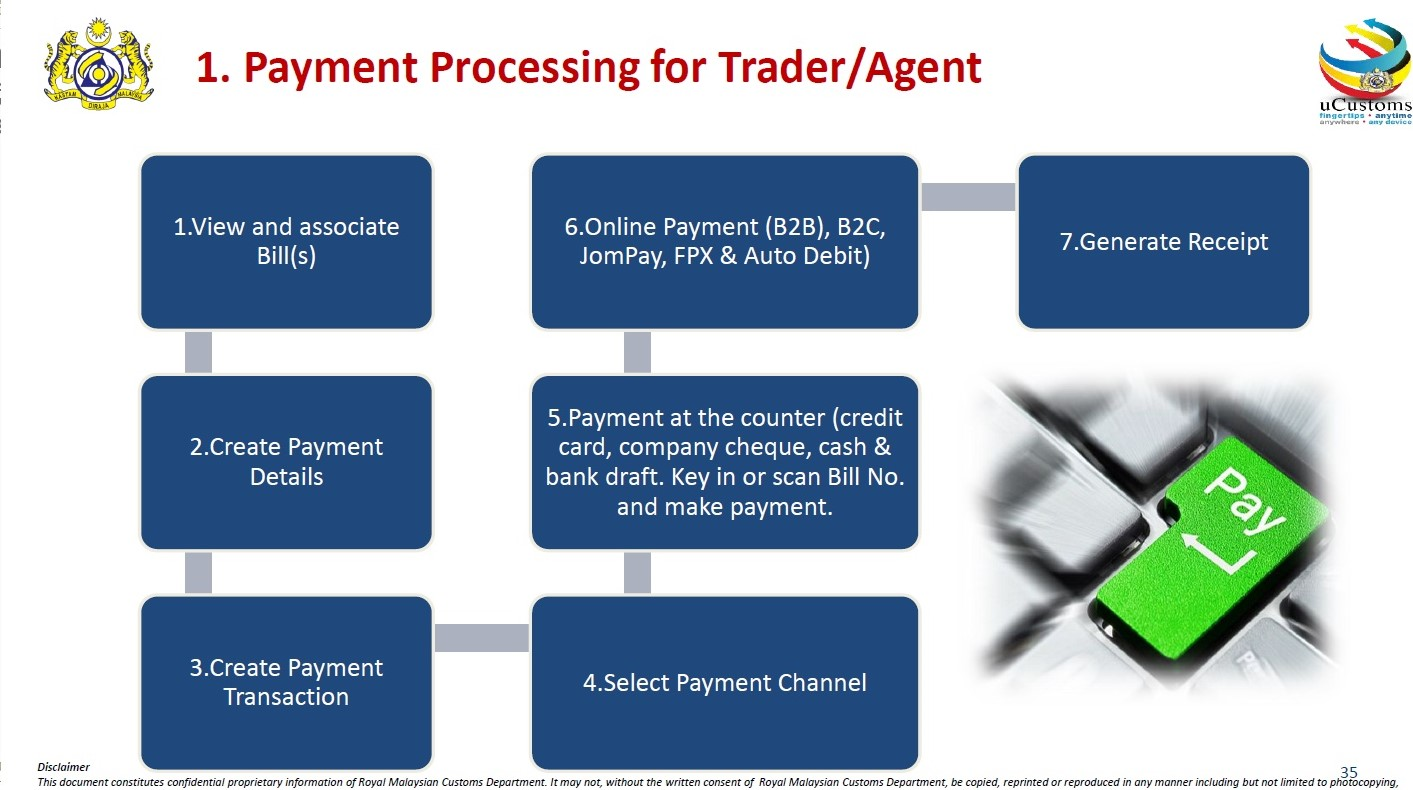 1. Payment Processing for Trader/Agent
KASTAM DIRAJA MALAYSIA
uCustoms
fingertips • anytime
anywhere • any device
1.View and associate
Bill(s)
2.Create Payment
Details
3.Create Payment
Transaction
4.Select Payment Channel
5.Payment at the counter (credit
card, company cheque, cash &
bank draft. Key in or scan Bill No.
and make payment.
6.Online Payment (B2B), B2C,
JomPay, FPX & Auto Debit)
7.Generate Receipt
Pay
Disclaimer
This document constitutes confidential proprietary information of Royal Malaysian Customs Department. It may not, without the written consent of Royal Malaysian Customs Department, be copied, reprinted or reproduced in any manner including but not limited to photocopying,
35